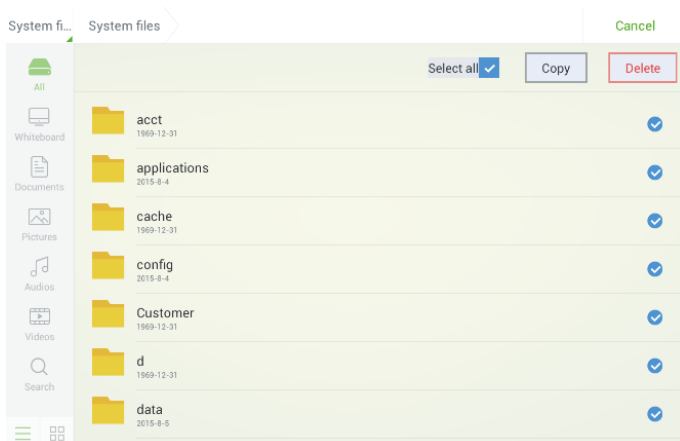 System fi...
System files
Cancel
Select all
Copy
Delete
All
Whiteboard
Documents
Pictures
Audios
Videos
Search
acct
1969-12-31
applications
2015-8-4
cache
1969-12-31
config
2015-8-4
Customer
1969-12-31
d
1969-12-31
data
2015-8-5